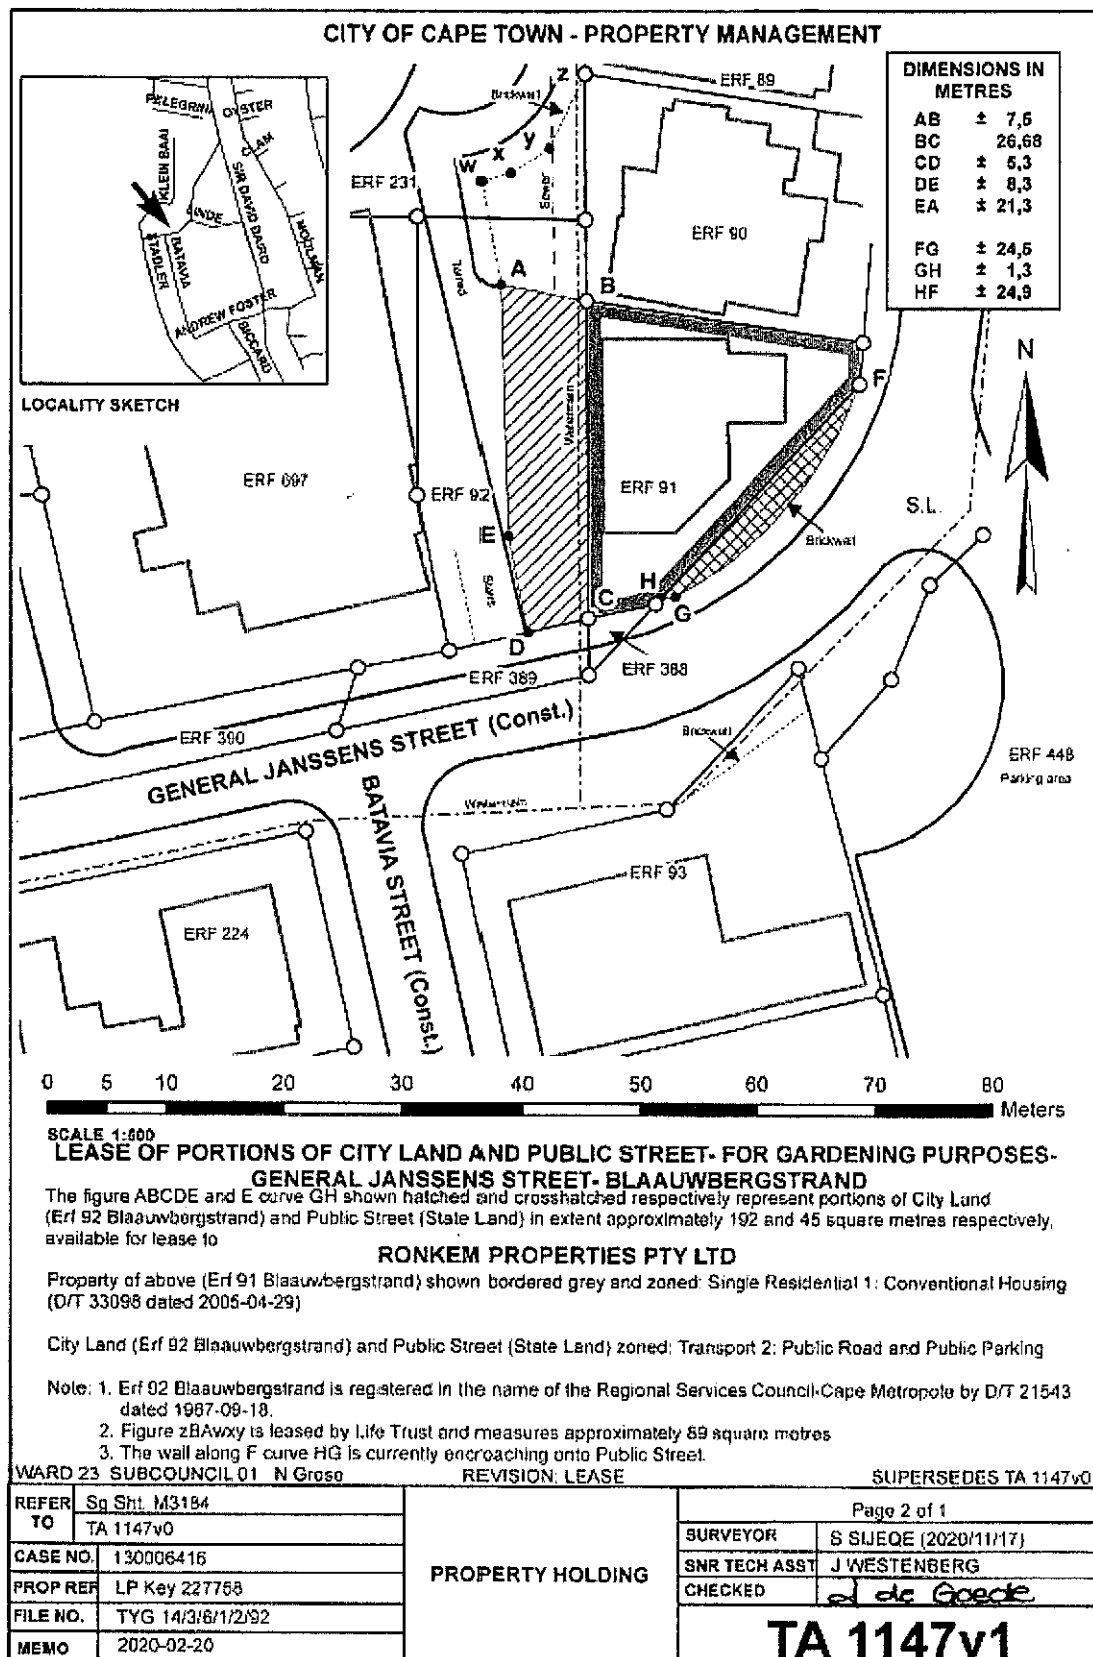 CITY OF CAPE TOWN - PROPERTY MANAGEMENT
DIMENSIONS IN
METRES
AB ± 7,5
BC 26,68
CD ± 5,3
DE ± 8,3
EA ± 21,3
FG ± 24,5
GH ± 1,3
HF ± 24,9
PELEGRINI
OYSTER
CLAM
KLEIN BAAI
SIR DAVID BAIRD
LINDE
MOOLMAN
BATAVIA
STADLER
ANDREW FOSTER
BICCARD
LOCALITY SKETCH
z
Brickwall
ERF 89
y
x
w
ERF 231
Sewer
ERF 90
Tarred
A
B
N
F
Watermain
ERF 697
ERF 92
ERF 91
S.L.
E
Brickwall
Stairs
H
C
G
D
ERF 388
ERF 389
ERF 390
GENERAL JANSSENS STREET (Const.)
Brickwall
ERF 448
Parking area
BATAVIA STREET (Const.)
Watermain
ERF 93
ERF 224
0 5 10 20 30 40 50 60 70 80
Meters
SCALE 1:600
LEASE OF PORTIONS OF CITY LAND AND PUBLIC STREET- FOR GARDENING PURPOSES-
GENERAL JANSSENS STREET- BLAAUWBERGSTRAND
The figure ABCDE and E curve GH shown hatched and crosshatched respectively represent portions of City Land
(Erf 92 Blaauwbergstrand) and Public Street (State Land) in extent approximately 192 and 45 square metres respectively,
available for lease to
RONKEM PROPERTIES PTY LTD
Property of above (Erf 91 Blaauwbergstrand) shown bordered grey and zoned: Single Residential 1: Conventional Housing
(D/T 33098 dated 2005-04-29)
City Land (Erf 92 Blaauwbergstrand) and Public Street (State Land) zoned: Transport 2: Public Road and Public Parking
Note: 1. Erf 92 Blaauwbergstrand is registered in the name of the Regional Services Council-Cape Metropole by D/T 21543
dated 1987-09-18.
2. Figure zBAwxy is leased by Life Trust and measures approximately 89 square metres
3. The wall along F curve HG is currently encroaching onto Public Street.
WARD 23 SUBCOUNCIL 01 N Grose REVISION: LEASE SUPERSEDES TA 1147v0
REFER TO Sg Sht. M3184
TA 1147v0
CASE NO. 130006416
PROP REF LP Key 227758
FILE NO. TYG 14/3/6/1/2/92
MEMO 2020-02-20
PROPERTY HOLDING
Page 2 of 1
SURVEYOR S SIJEQE (2020/11/17)
SNR TECH ASST J WESTENBERG
CHECKED J de Goede
TA 1147v1